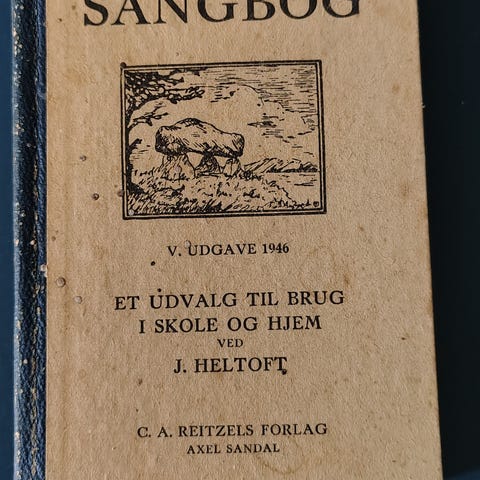 SANGBOG
V. UDGAVE 1946
ET UDVALG TIL BRUG
I SKOLE OG HJEM
VED
J. HELTOFT
C. A. REITZELS FORLAG
AXEL SANDAL